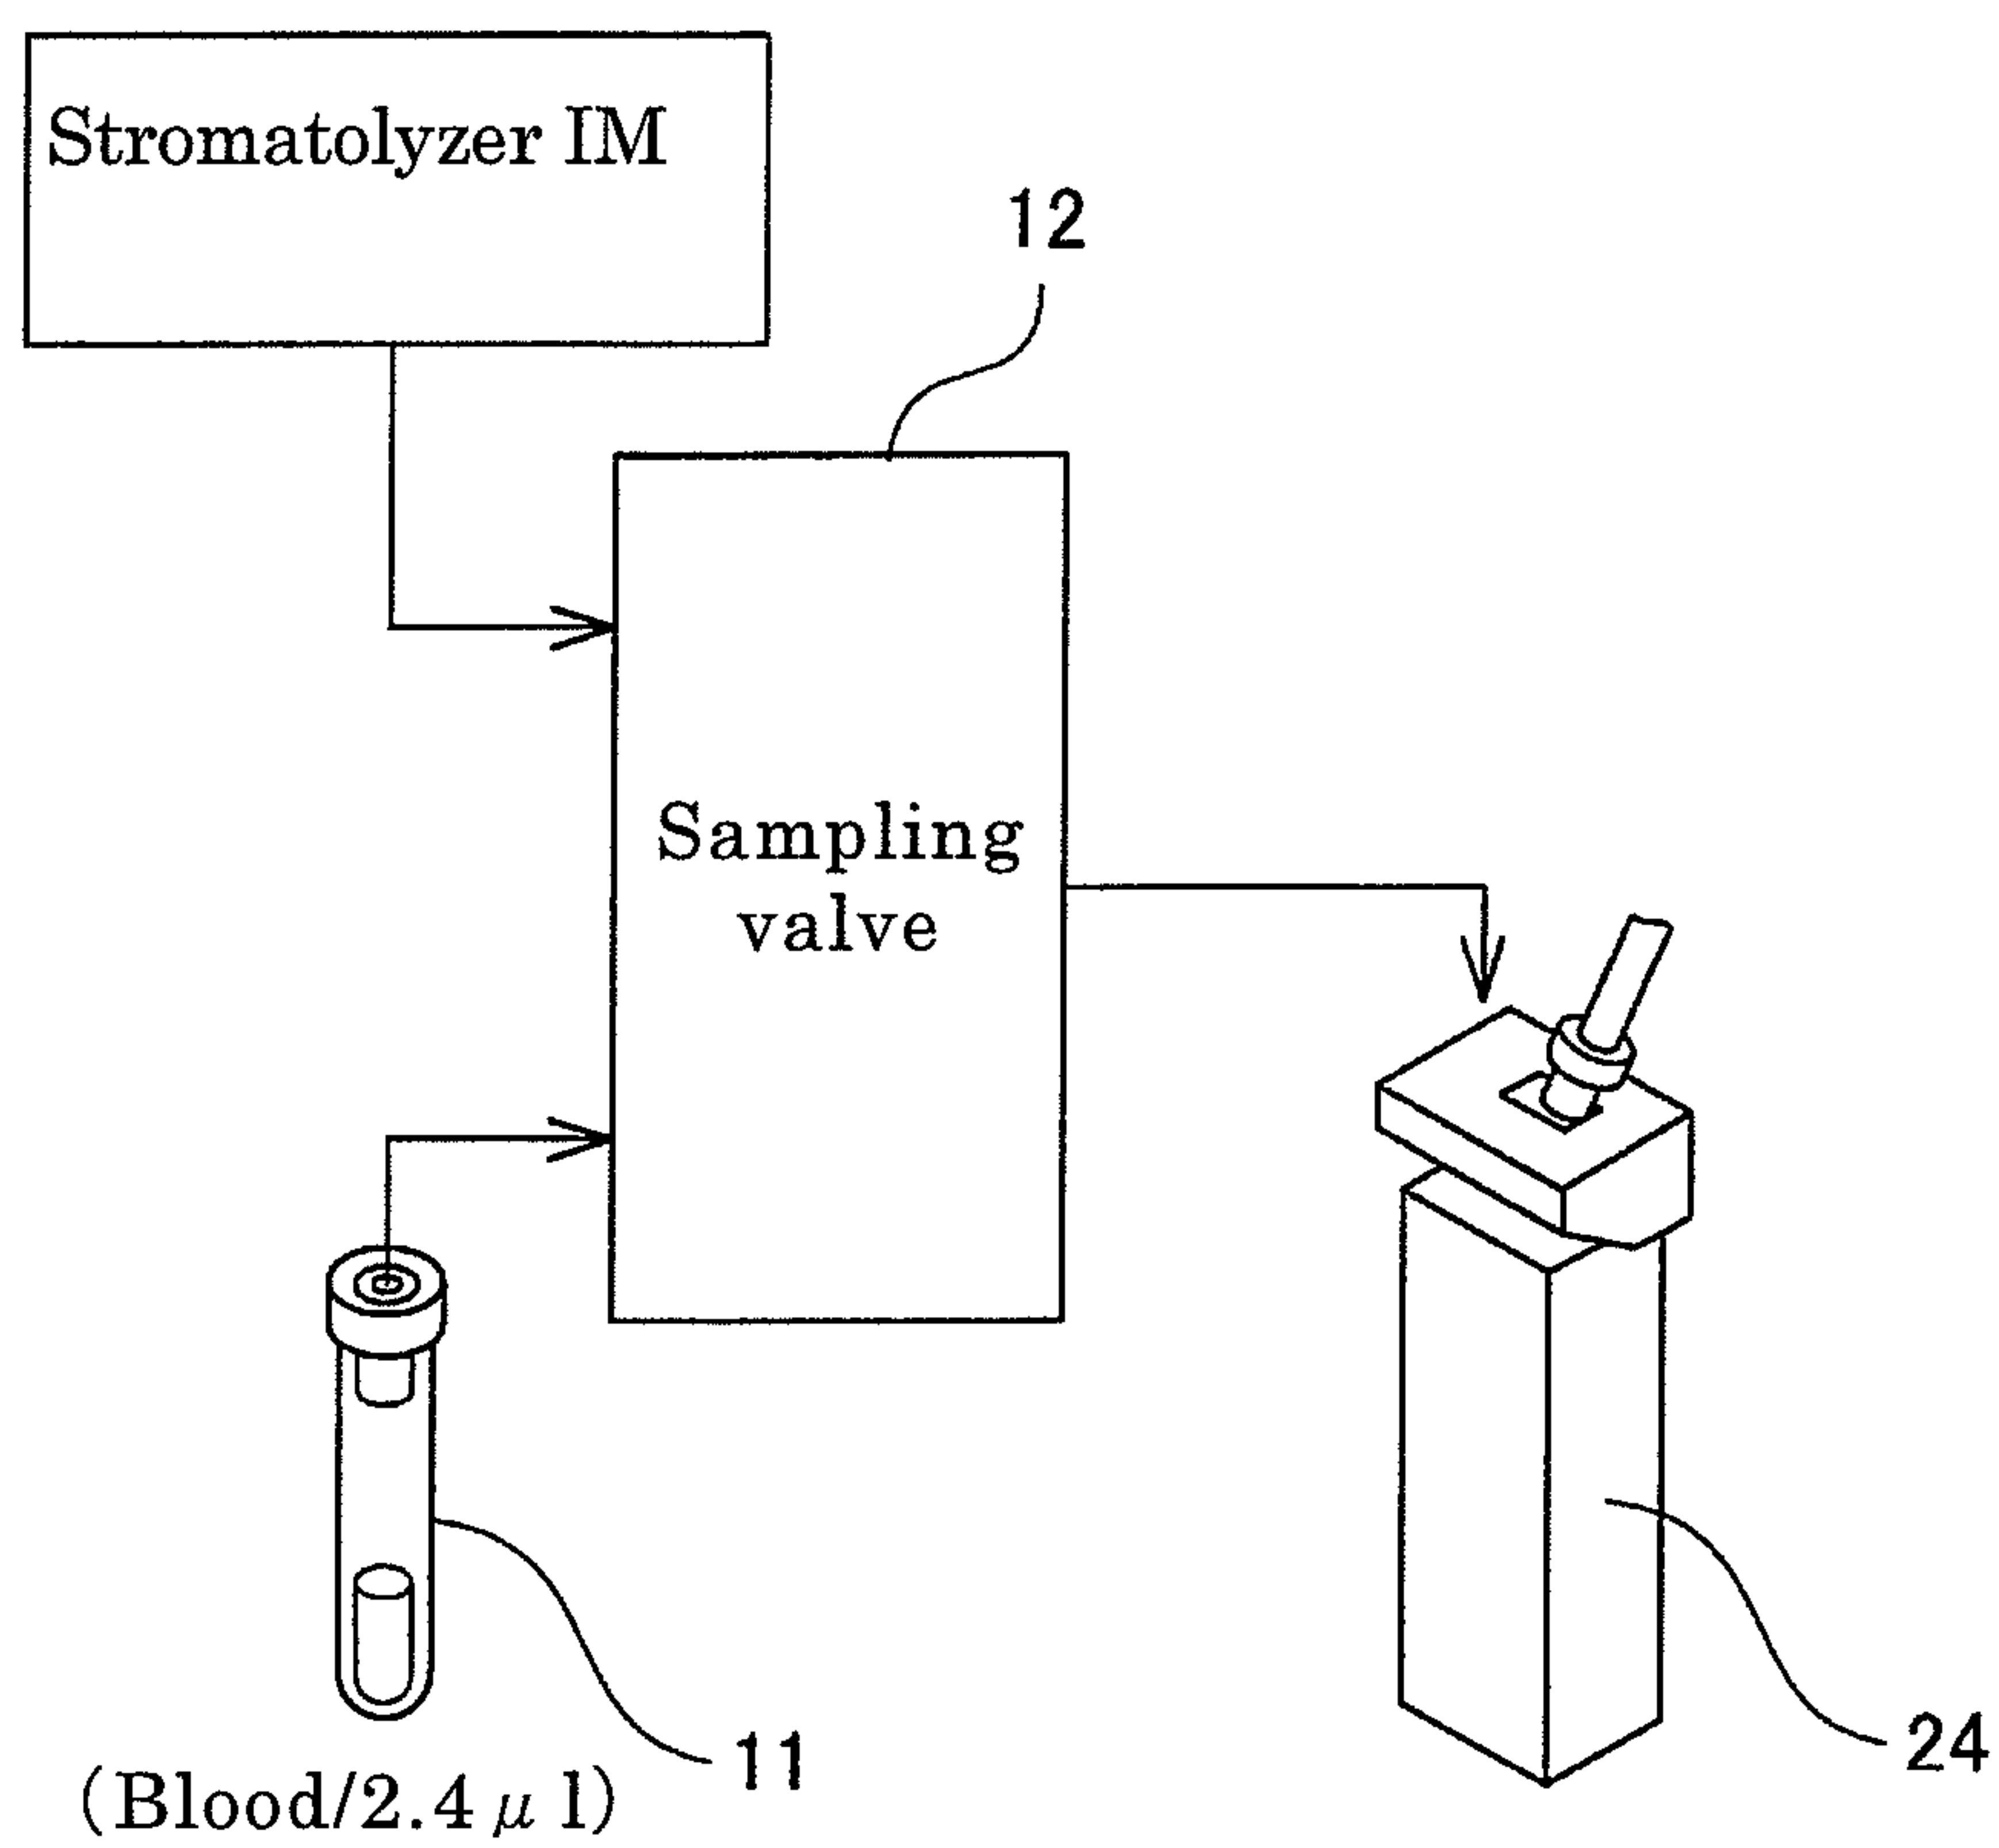 Stromatolyzer IM
12
Sampling
valve
11
(Blood/2.4 μ l)
24